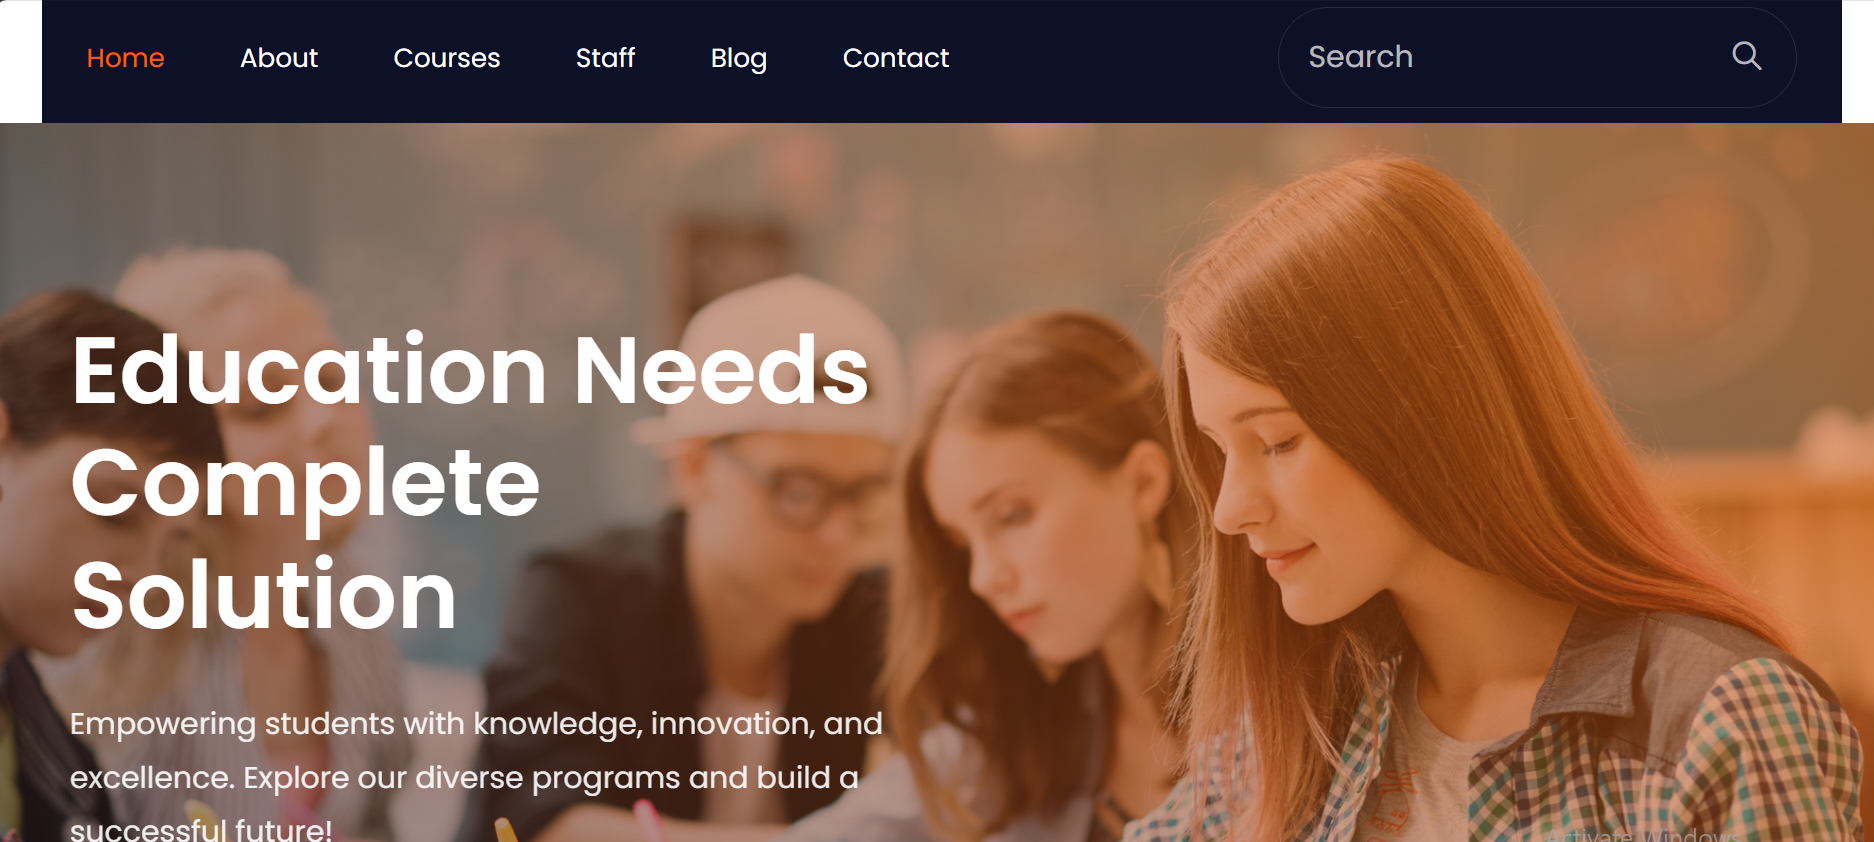 Home About Courses Staff Blog Contact Search
Education Needs
Complete
Solution
Empowering students with knowledge, innovation, and
excellence. Explore our diverse programs and build a
successful future!
Activate Windows